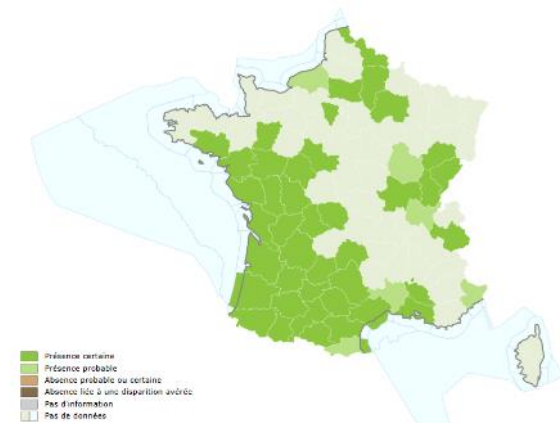 Présence certaine
Présence probable
Absence probable ou certaine
Absence liée à une disparition avérée
Pas d'information
Pas de données